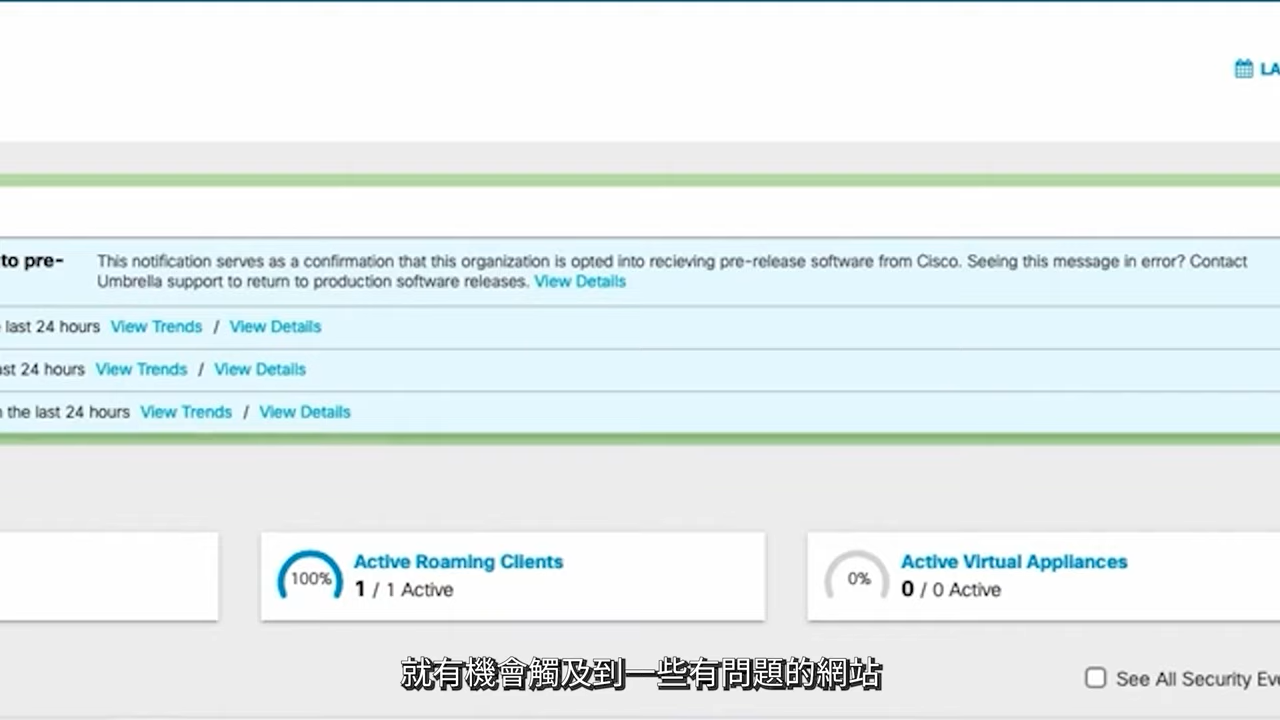 LA
to pre-
This notification serves as a confirmation that this organization is opted into recieving pre-release software from Cisco. Seeing this message in error? Contact
Umbrella support to return to production software releases. View Details
last 24 hours View Trends / View Details
ast 24 hours View Trends / View Details
n the last 24 hours View Trends / View Details
100%
Active Roaming Clients
1 / 1 Active
0%
Active Virtual Appliances
0 / 0 Active
就有機會觸及到一些有問題的網站
See All Security Eve